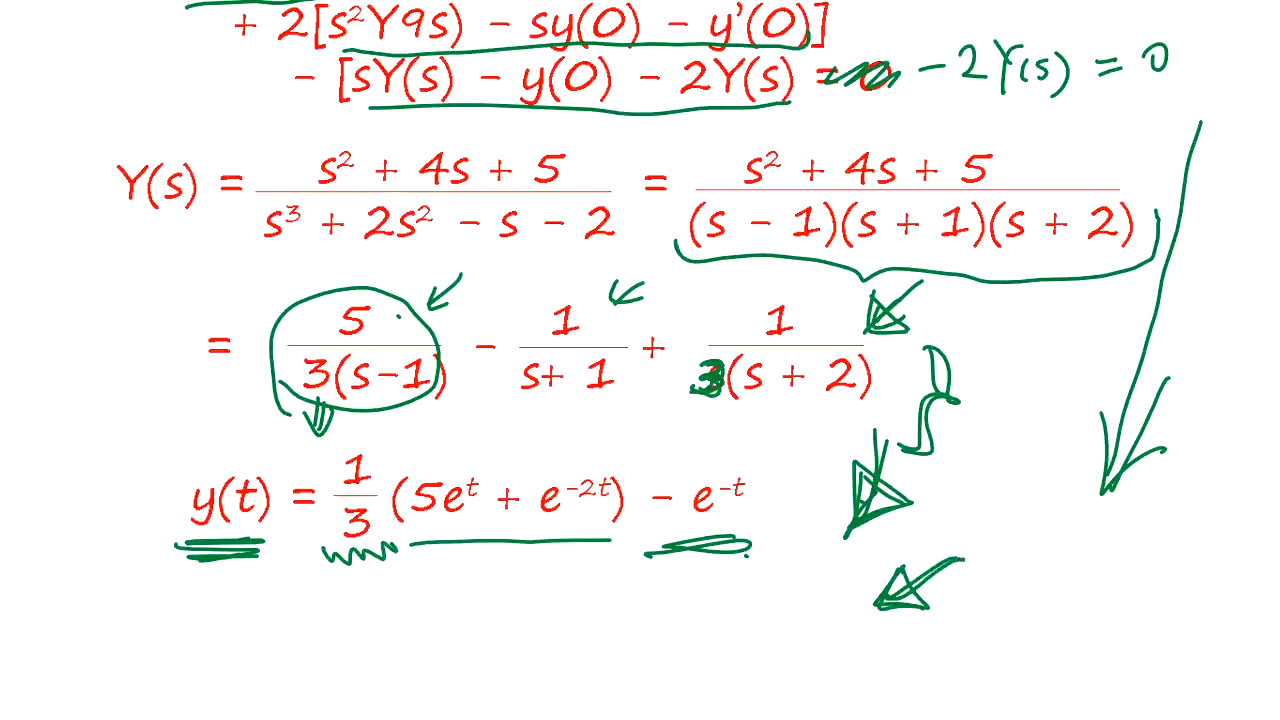 + 2[s²Y9s) – sy(0) – y'(0)]
– [sY(s) – y(0) – 2Y(s) = 0 – 2Y(s) = 0
Y(s) = (s² + 4s + 5)/(s³ + 2s² – s – 2) = (s² + 4s + 5)/((s – 1)(s + 1)(s + 2))
= 5/(3(s–1)) – 1/(s+ 1) + 1/(3(s + 2))
y(t) = 1/3 (5eᵗ + e⁻²ᵗ) – e⁻ᵗ